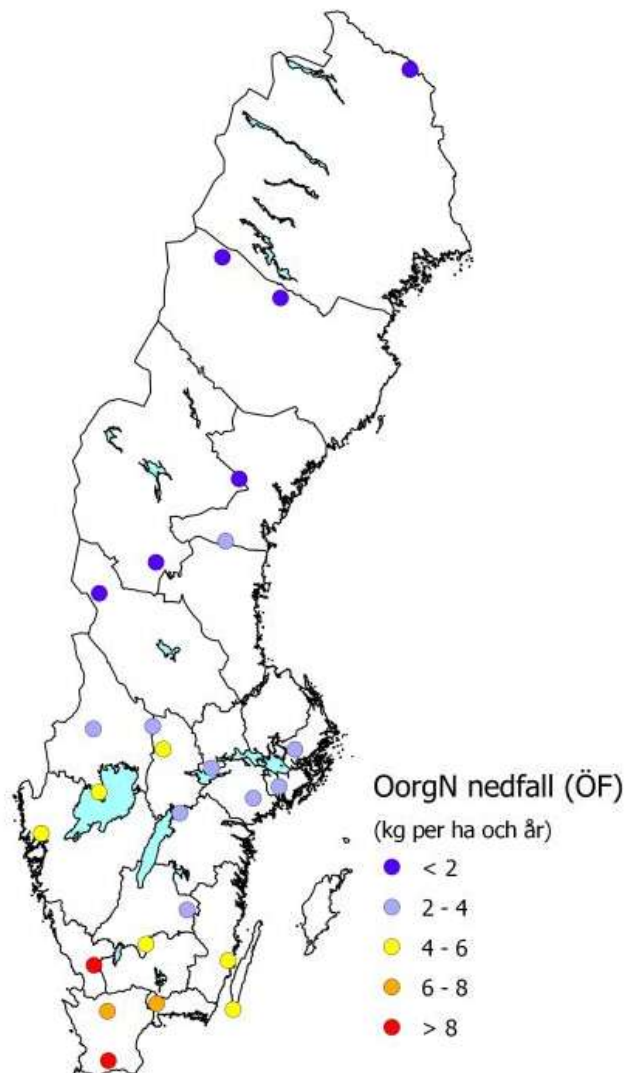 OorgN nedfall (ÖF)
(kg per ha och år)
< 2
2 - 4
4 - 6
6 - 8
> 8